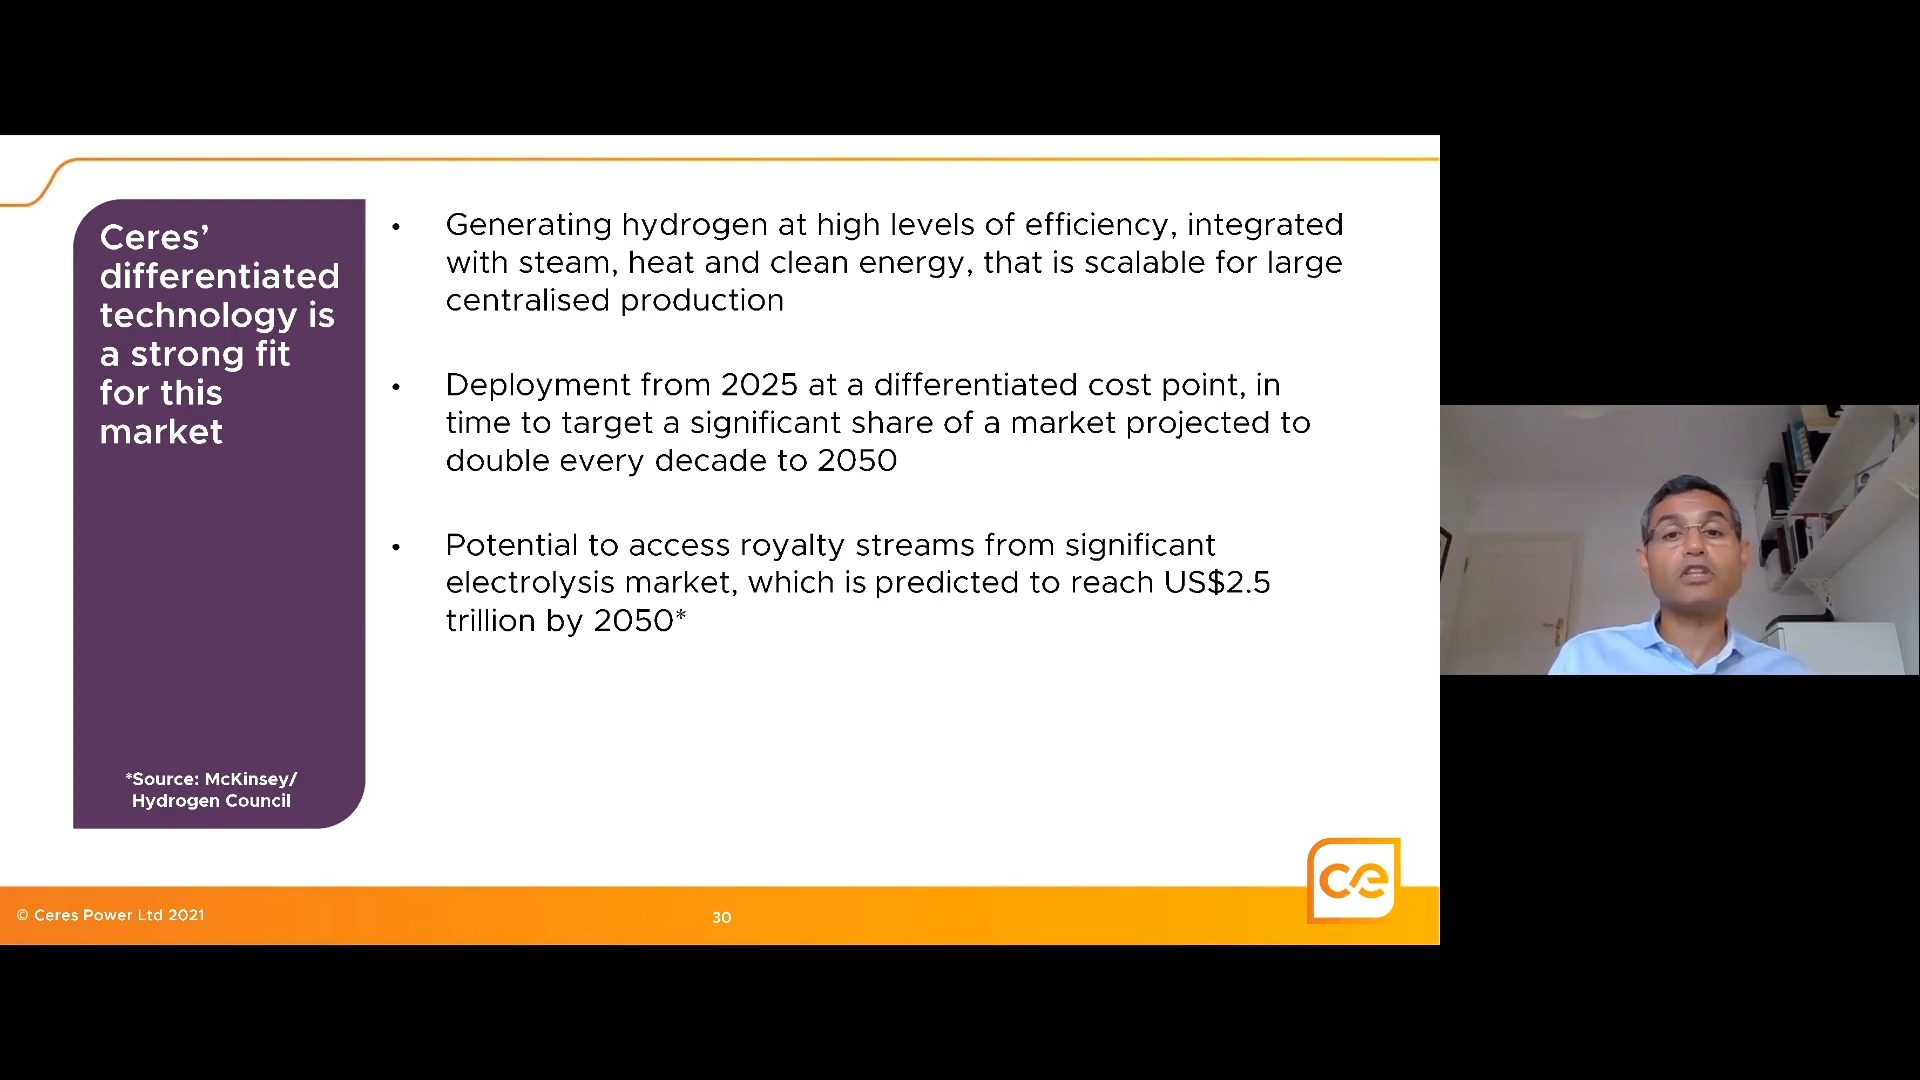 Ceres’
differentiated
technology is
a strong fit
for this
market
*Source: McKinsey/
Hydrogen Council
• Generating hydrogen at high levels of efficiency, integrated
with steam, heat and clean energy, that is scalable for large
centralised production
• Deployment from 2025 at a differentiated cost point, in
time to target a significant share of a market projected to
double every decade to 2050
• Potential to access royalty streams from significant
electrolysis market, which is predicted to reach US$2.5
trillion by 2050*
ce
© Ceres Power Ltd 2021
30